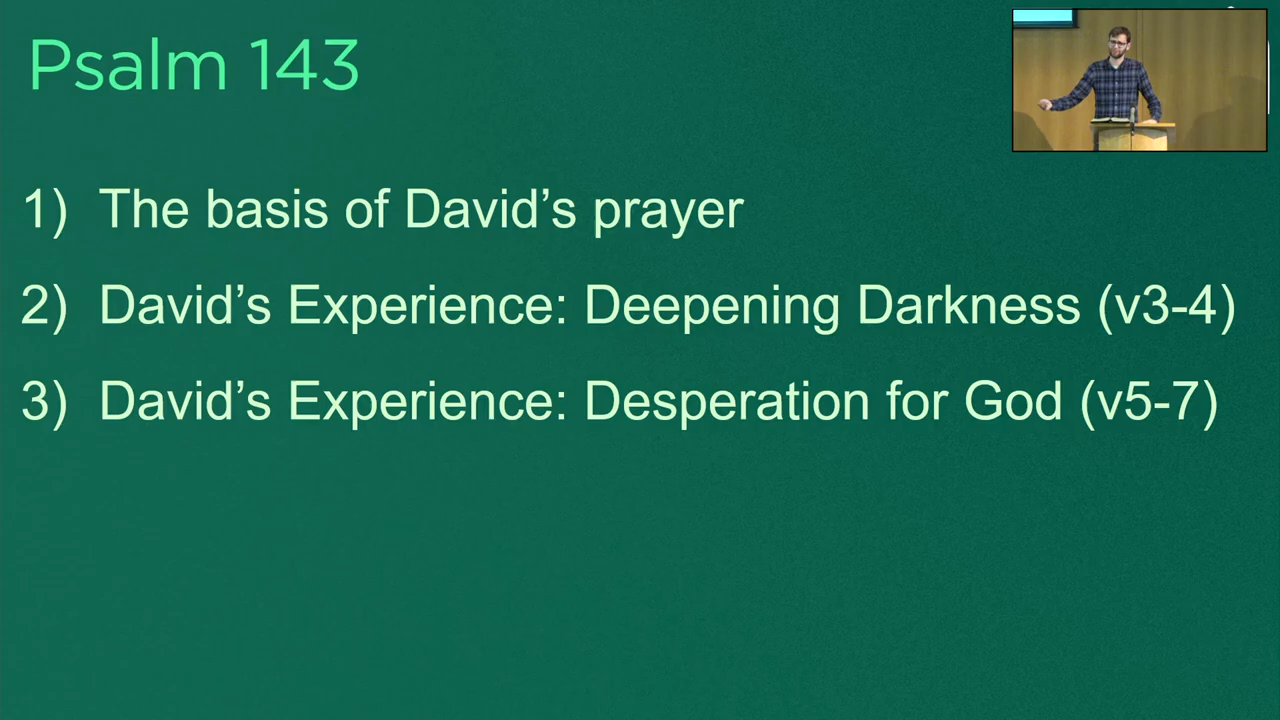 Psalm 143
1) The basis of David’s prayer
2) David’s Experience: Deepening Darkness (v3-4)
3) David’s Experience: Desperation for God (v5-7)